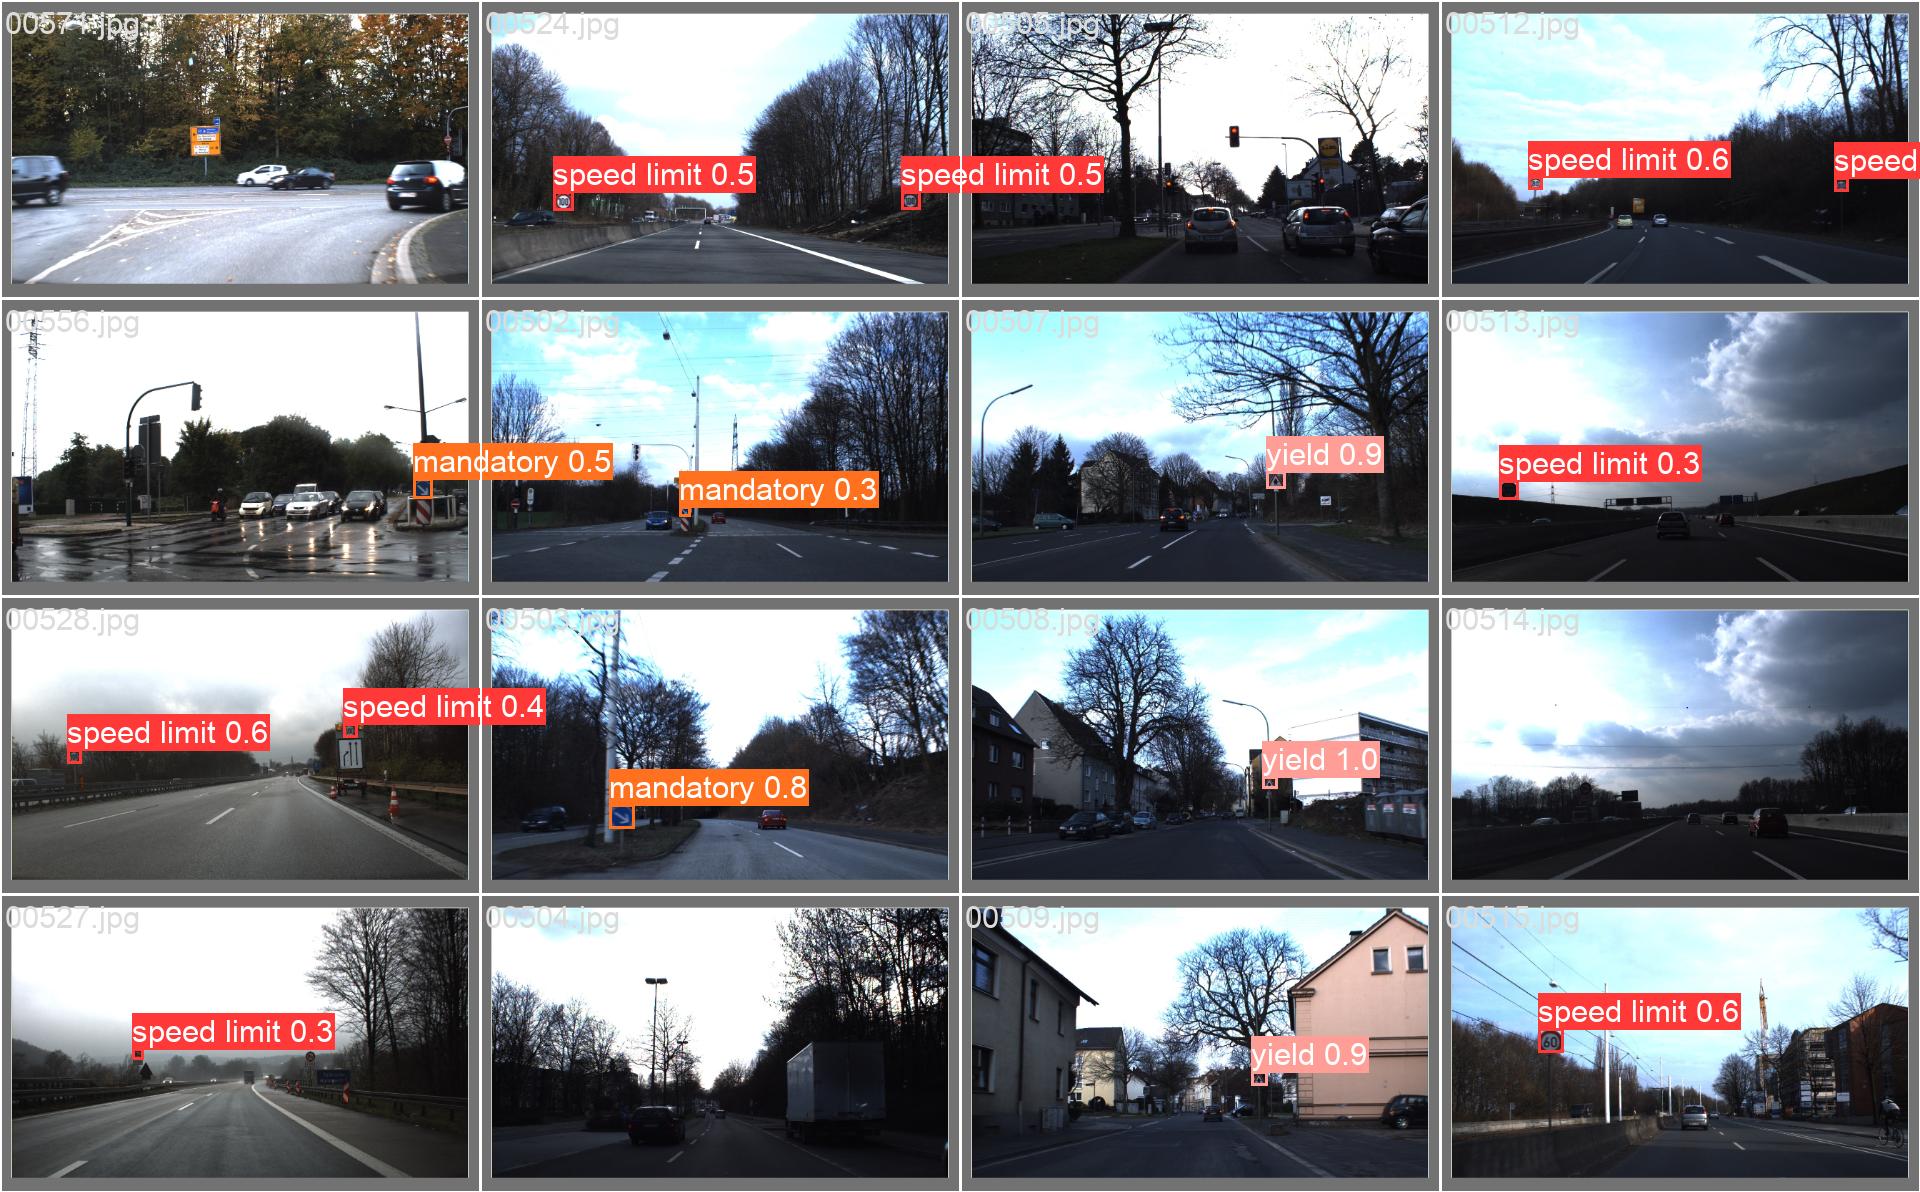 00571.jpg
00524.jpg
00505.jpg
00512.jpg
speed limit 0.5
speed limit 0.5
speed limit 0.6
speed
100
100
00556.jpg
00502.jpg
00507.jpg
00513.jpg
mandatory 0.5
mandatory 0.3
yield 0.9
speed limit 0.3
00528.jpg
00503.jpg
00508.jpg
00514.jpg
speed limit 0.6
speed limit 0.4
mandatory 0.8
yield 1.0
00527.jpg
00504.jpg
00509.jpg
00515.jpg
speed limit 0.3
yield 0.9
speed limit 0.6
60